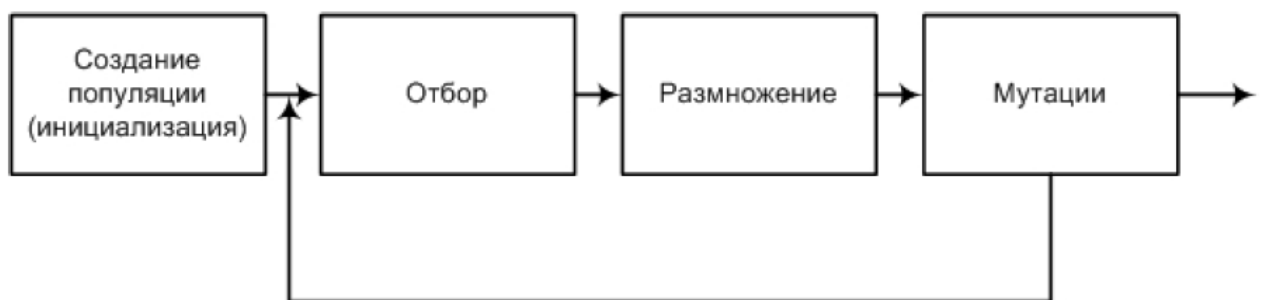 Создание
популяции
(инициализация)
Отбор
Размножение
Мутации